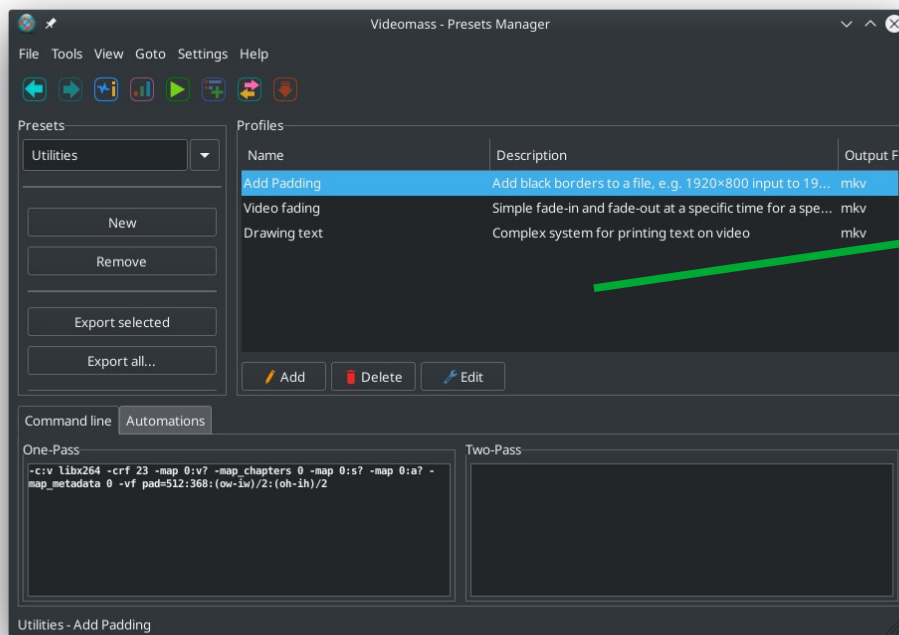 Videomass - Presets Manager
File Tools View Goto Settings Help
Presets
Utilities
New
Remove
Export selected
Export all...
Profiles
Name Description Output F
Add Padding Add black borders to a file, e.g. 1920×800 input to 19... mkv
Video fading Simple fade-in and fade-out at a specific time for a spe... mkv
Drawing text Complex system for printing text on video mkv
Add Delete Edit
Command line Automations
One-Pass
-c:v libx264 -crf 23 -map 0:v? -map_chapters 0 -map 0:s? -map 0:a? -
map_metadata 0 -vf pad=512:368:(ow-iw)/2:(oh-ih)/2
Two-Pass
Utilities - Add Padding